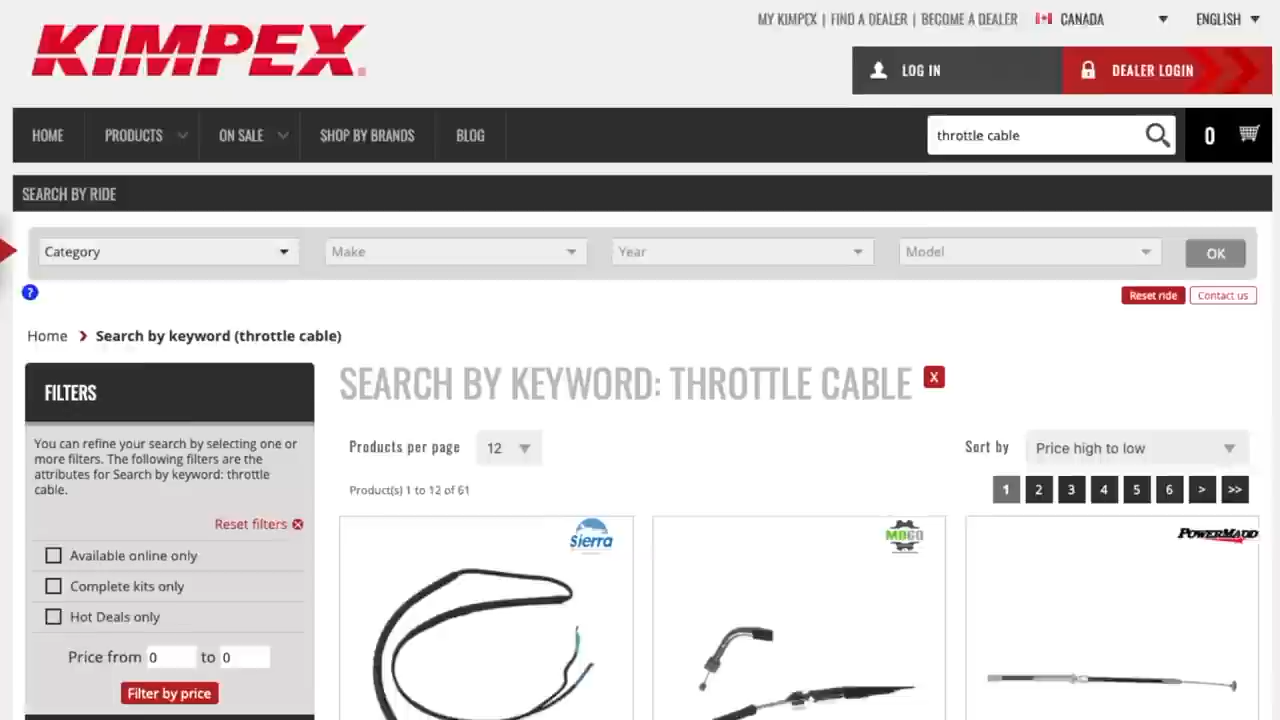 KIMPEX
MY KIMPEX | FIND A DEALER | BECOME A DEALER
CANADA
ENGLISH
LOG IN
DEALER LOGIN
HOME
PRODUCTS
ON SALE
SHOP BY BRANDS
BLOG
throttle cable
0
SEARCH BY RIDE
Category
Make
Year
Model
OK
?
Reset ride
Contact us
Home
Search by keyword (throttle cable)
FILTERS
You can refine your search by selecting one or
more filters. The following filters are the
attributes for Search by keyword: throttle
cable.
Reset filters
Available online only
Complete kits only
Hot Deals only
Price from 0 to 0
Filter by price
SEARCH BY KEYWORD: THROTTLE CABLE
X
Products per page 12
Sort by Price high to low
Product(s) 1 to 12 of 61
1 2 3 4 5 6 > >>
Sierra
MOGO
POWERMADD